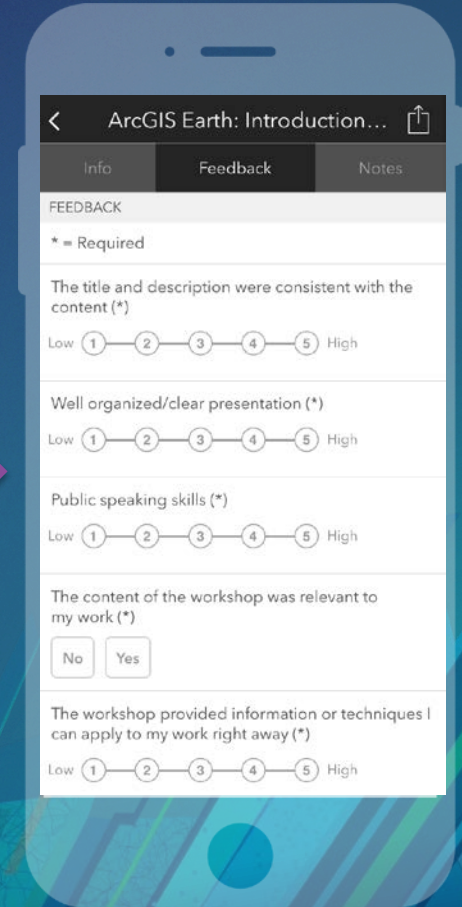 ArcGIS Earth: Introduction...
Info Feedback Notes
FEEDBACK
* = Required
The title and description were consistent with the
content (*)
Low 1 2 3 4 5 High
Well organized/clear presentation (*)
Low 1 2 3 4 5 High
Public speaking skills (*)
Low 1 2 3 4 5 High
The content of the workshop was relevant to
my work (*)
No Yes
The workshop provided information or techniques I
can apply to my work right away (*)
Low 1 2 3 4 5 High